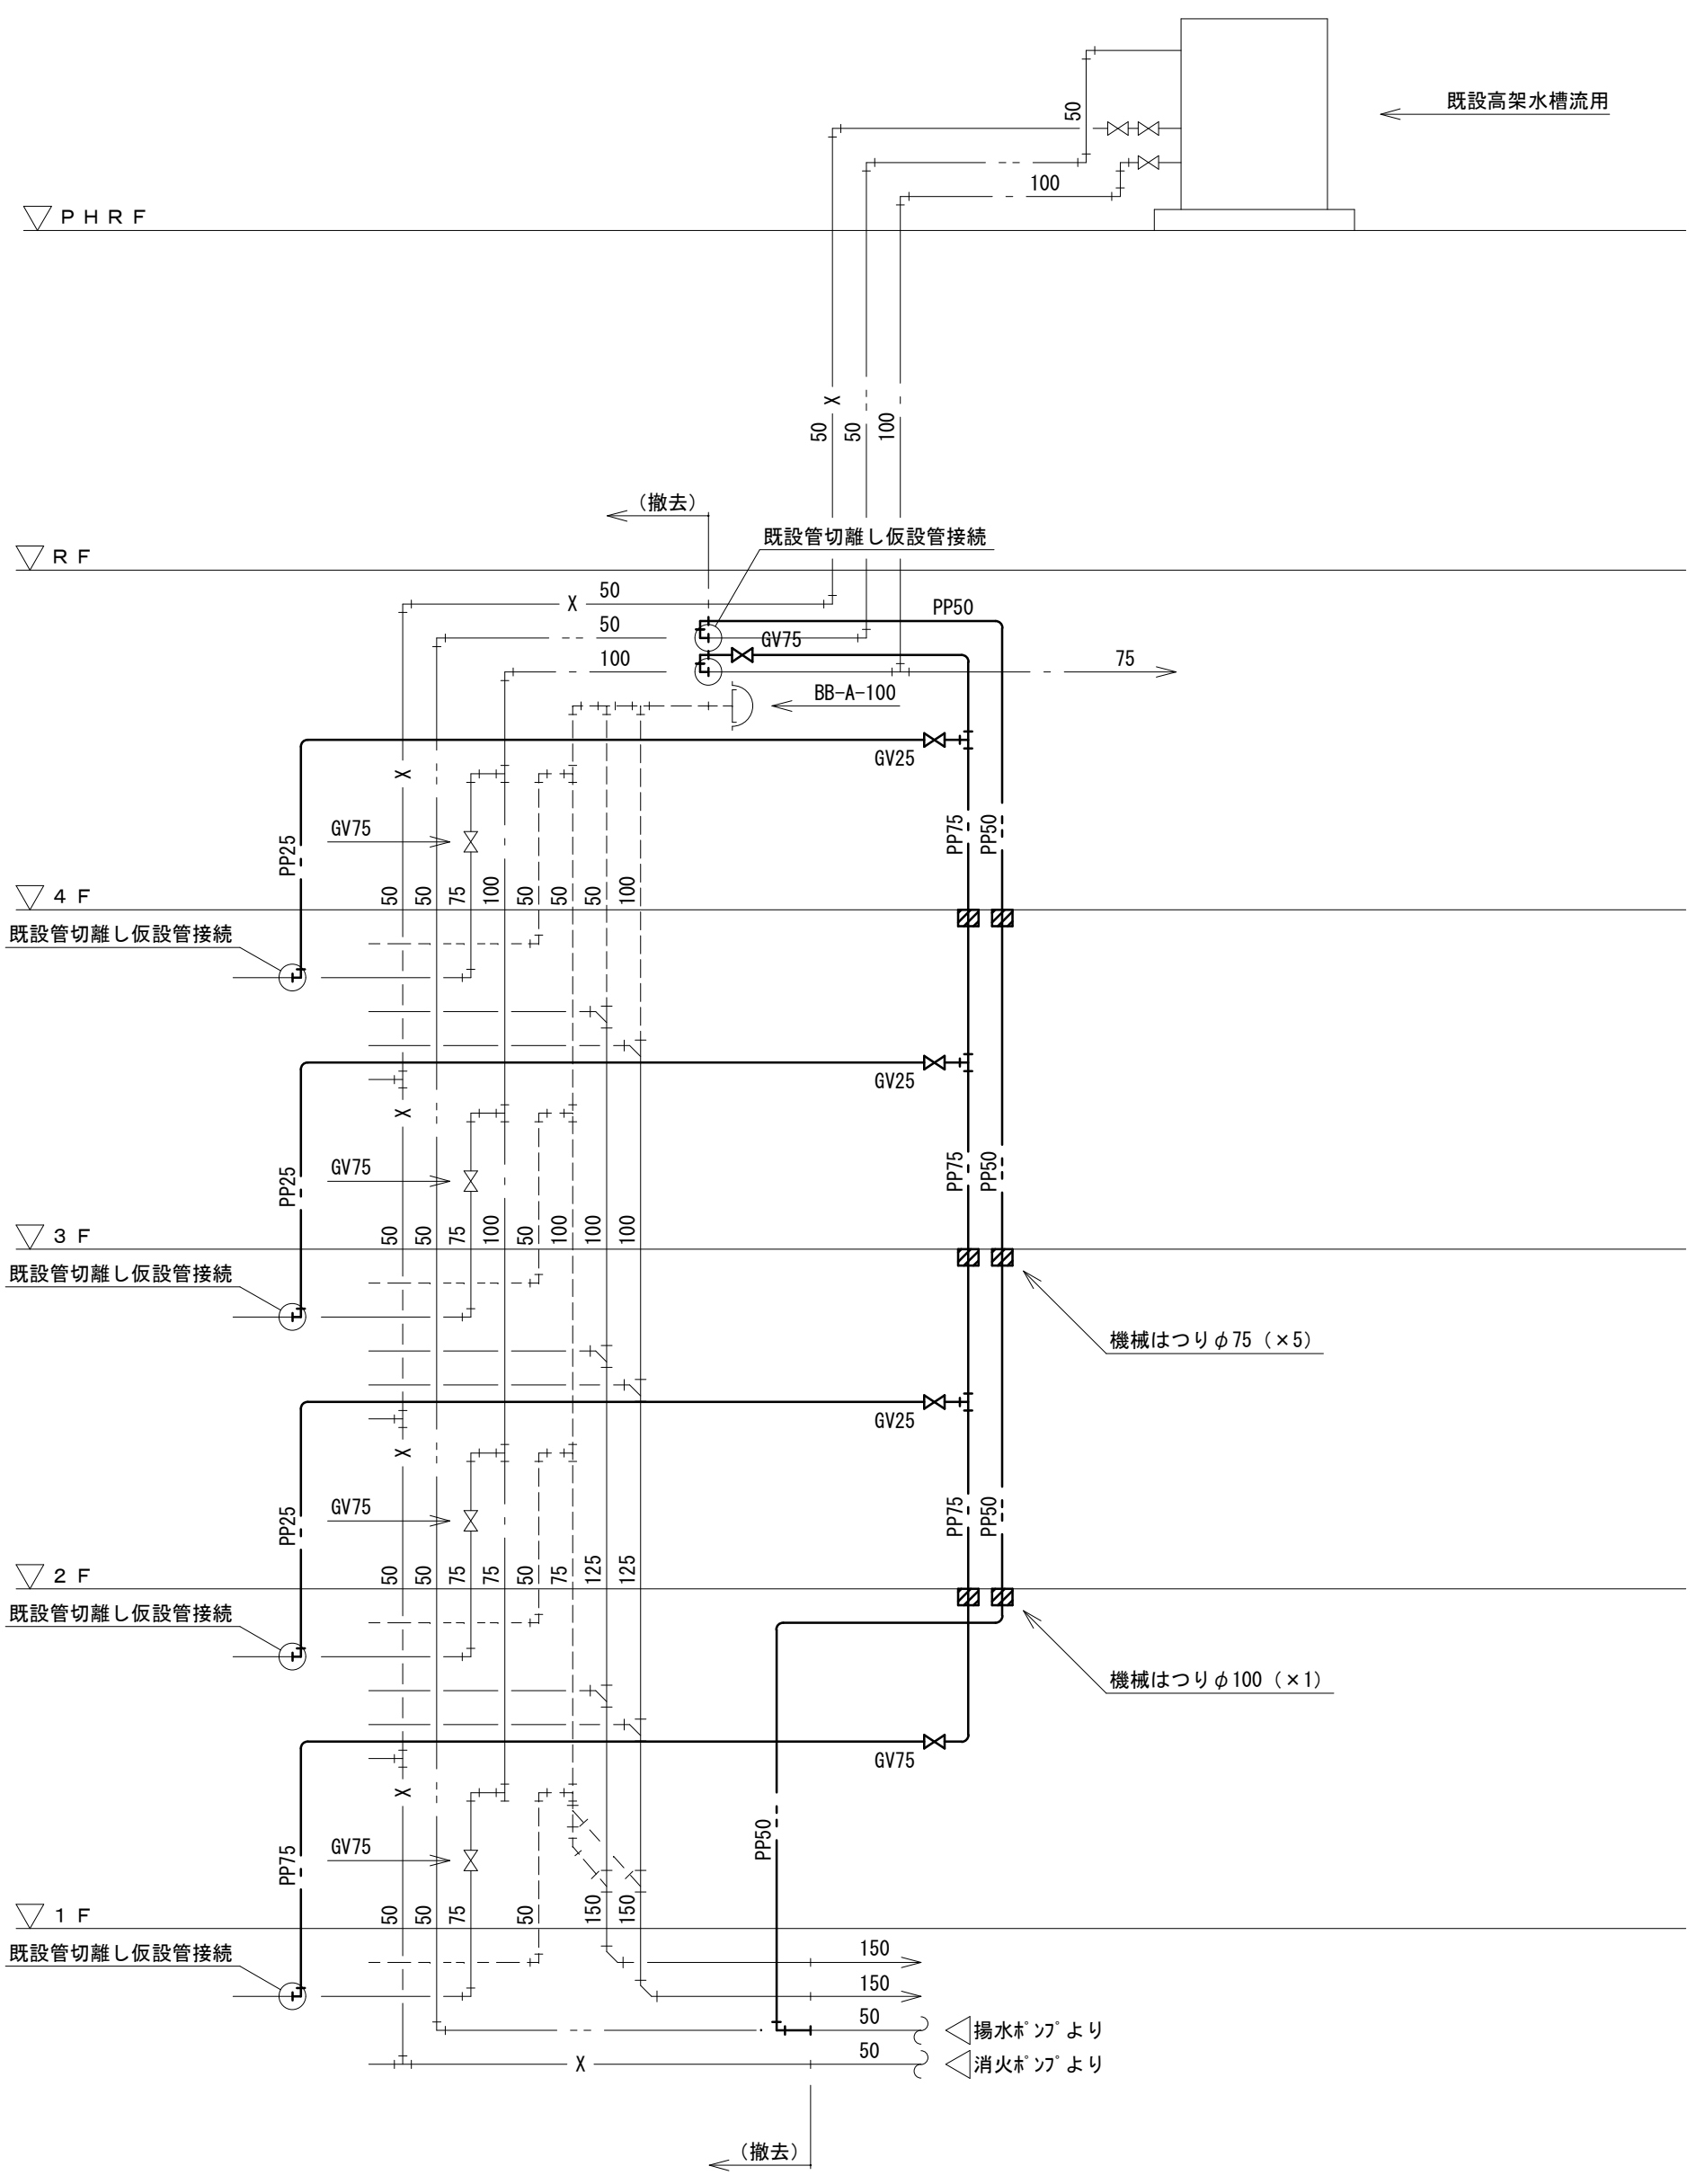 既設高架水槽流用
50
100
PHRF
X
50
50
100
(撤去)
既設管切離し仮設管接続
RF
50
X
PP50
50
GV75
100
75
BB-A-100
GV25
X
GV75
PP25
PP75
PP50
50
50
75
100
50
50
50
100
4F
既設管切離し仮設管接続
GV25
X
GV75
PP25
PP75
PP50
50
50
75
100
50
100
100
100
3F
既設管切離し仮設管接続
機械はつりφ75(×5)
GV25
X
GV75
PP25
PP75
PP50
50
50
75
75
50
75
125
125
2F
既設管切離し仮設管接続
機械はつりφ100(×1)
GV75
X
GV75
PP75
PP50
50
50
75
50
150
150
1F
既設管切離し仮設管接続
150
150
50
揚水ポンプより
50
X
消火ポンプより
(撤去)